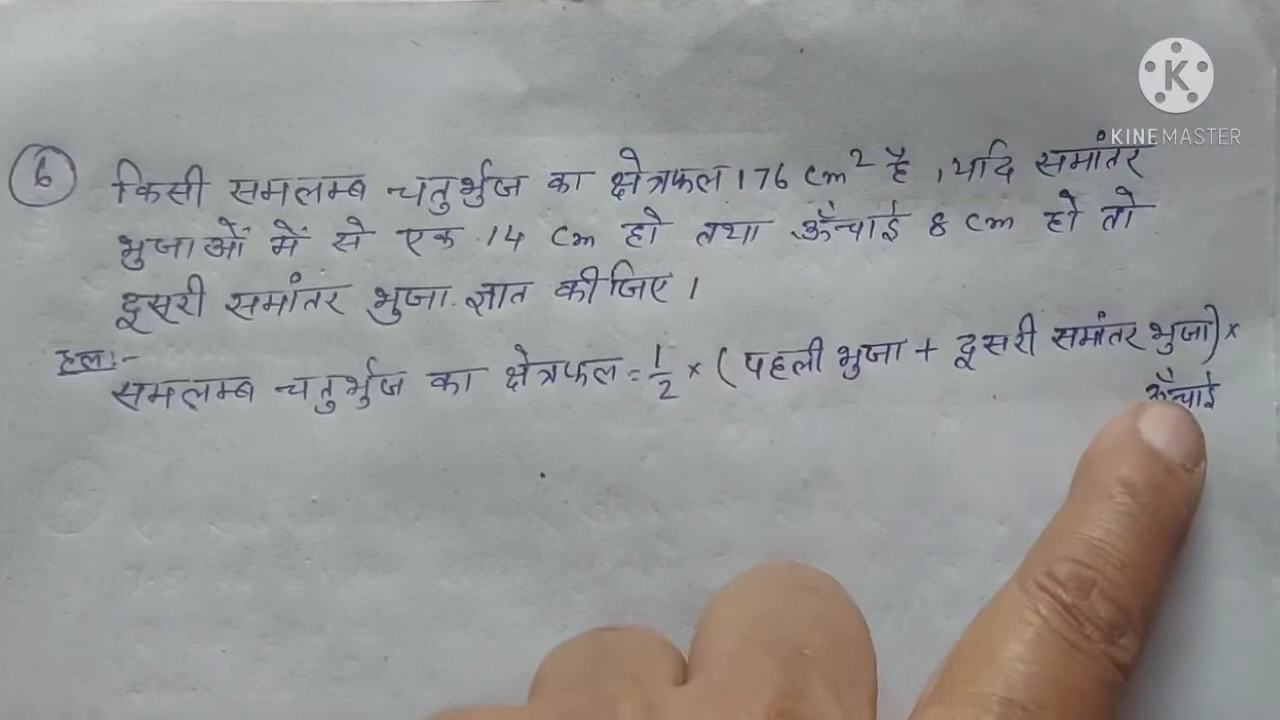 KINEMASTER
6 किसी समलम्ब चतुर्भुज का क्षेत्रफल 176 cm² है, यदि समांतर
भुजाओं में से एक 14 cm हो तथा ऊँचाई 8 cm हो तो
दूसरी समांतर भुजा ज्ञात कीजिए।
हल:-
समलम्ब चतुर्भुज का क्षेत्रफल = 1/2 × (पहली भुजा + दूसरी समांतर भुजा) ×
ऊँचाई